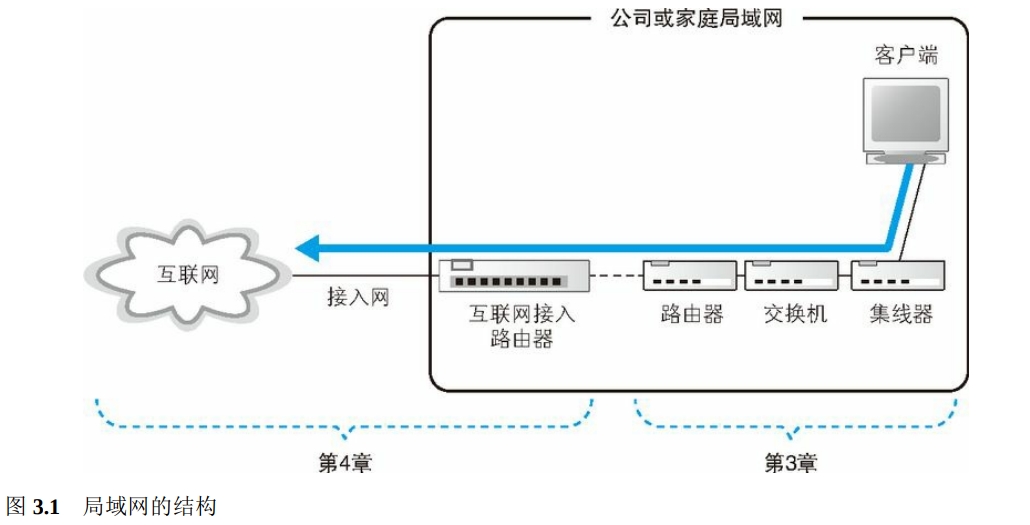 公司或家庭局域网
客户端
互联网
接入网
互联网接入
路由器
路由器
交换机
集线器
第4章
第3章
图 3.1 局域网的结构